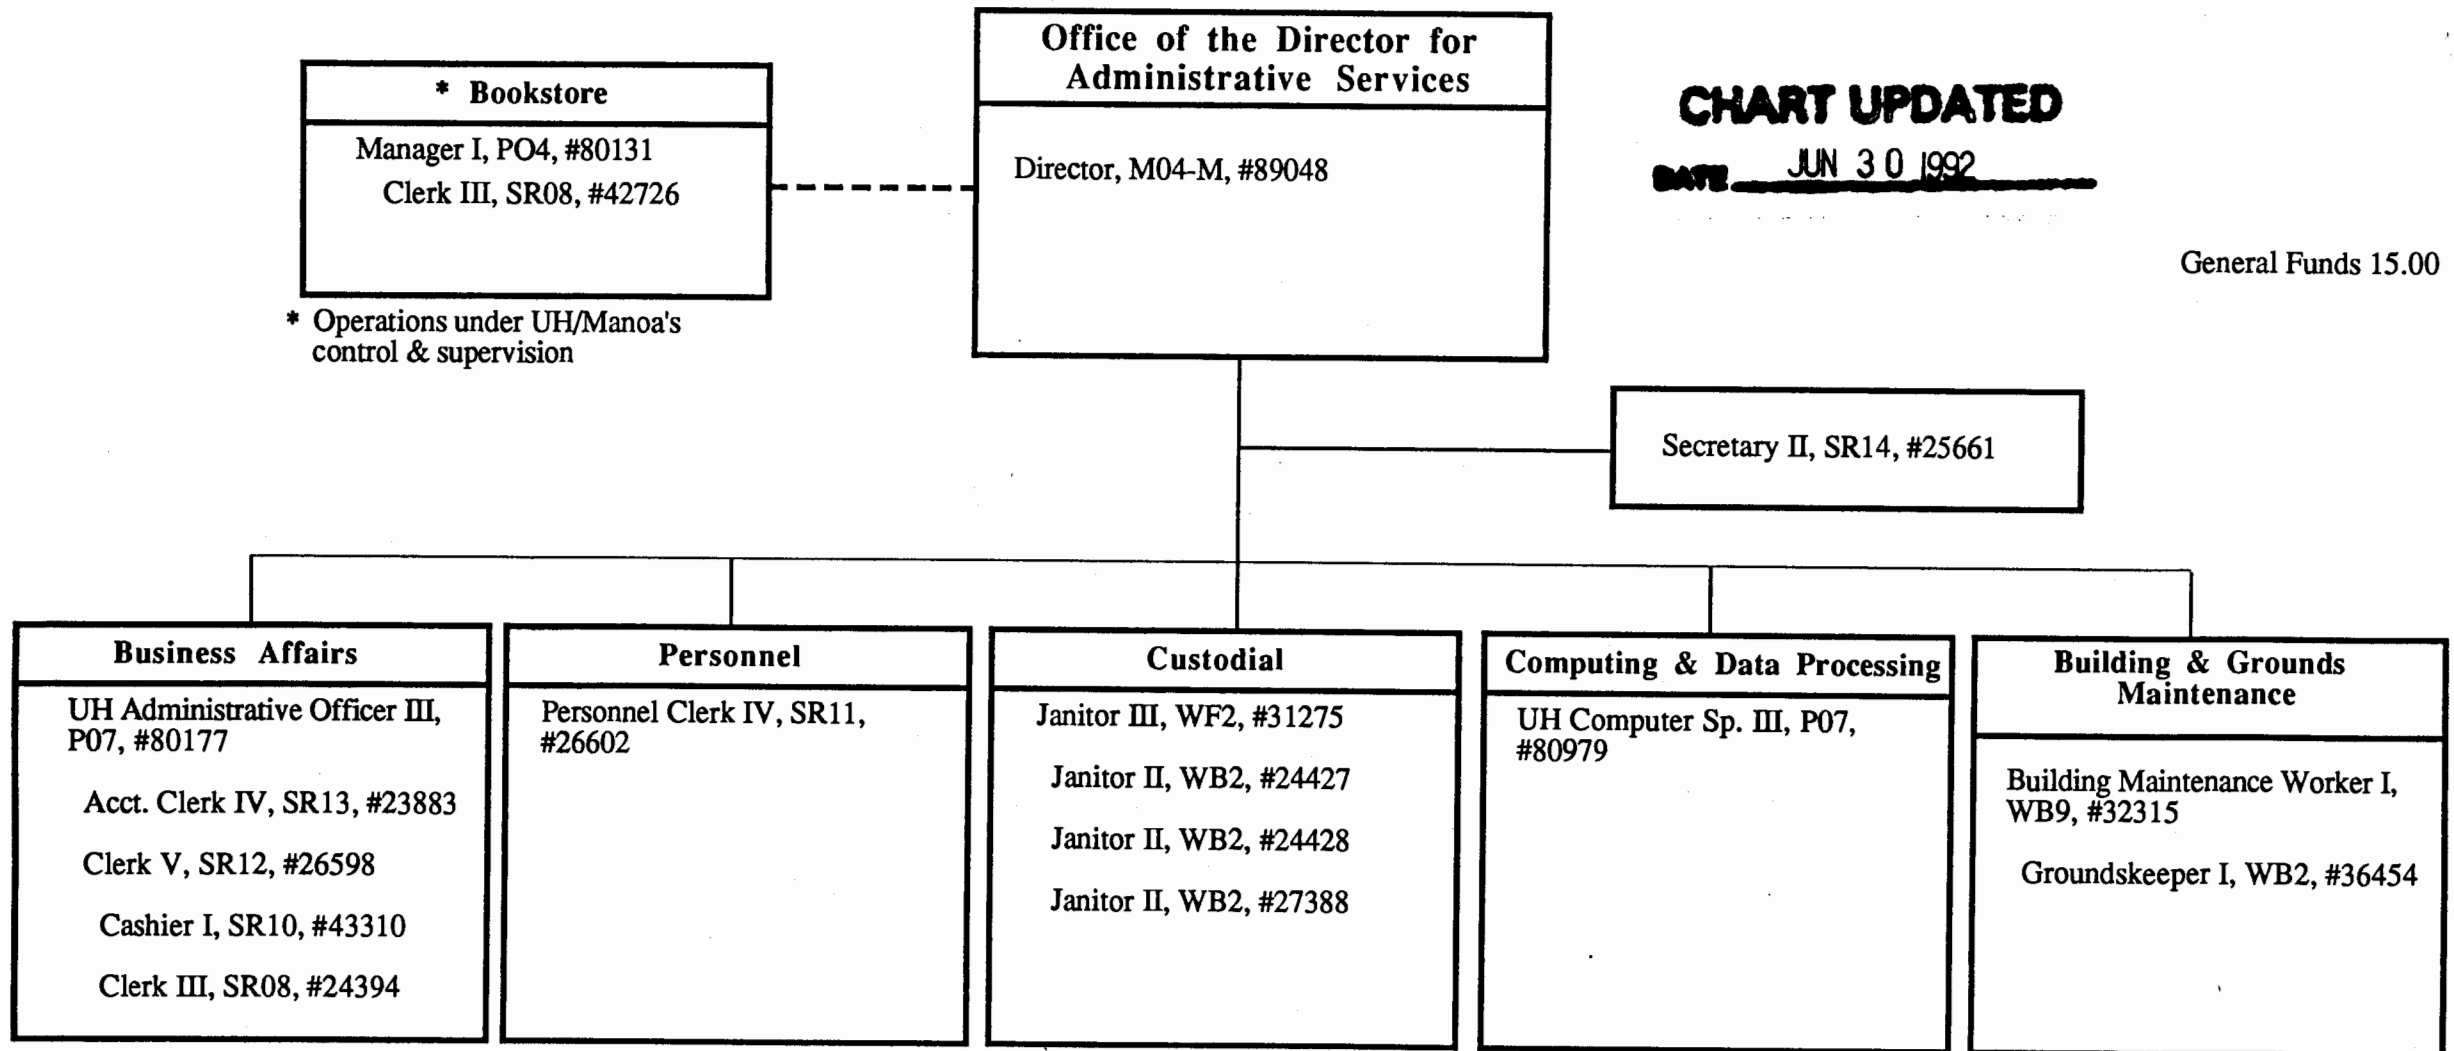 Office of the Director for
Administrative Services
Director, M04-M, #89048
* Bookstore
Manager I, PO4, #80131
Clerk III, SR08, #42726
* Operations under UH/Manoa's
control & supervision
CHART UPDATED
DATE JUN 30 1992
General Funds 15.00
Secretary II, SR14, #25661
Business Affairs
UH Administrative Officer III,
P07, #80177
Acct. Clerk IV, SR13, #23883
Clerk V, SR12, #26598
Cashier I, SR10, #43310
Clerk III, SR08, #24394
Personnel
Personnel Clerk IV, SR11,
#26602
Custodial
Janitor III, WF2, #31275
Janitor II, WB2, #24427
Janitor II, WB2, #24428
Janitor II, WB2, #27388
Computing & Data Processing
UH Computer Sp. III, P07,
#80979
Building & Grounds
Maintenance
Building Maintenance Worker I,
WB9, #32315
Groundskeeper I, WB2, #36454